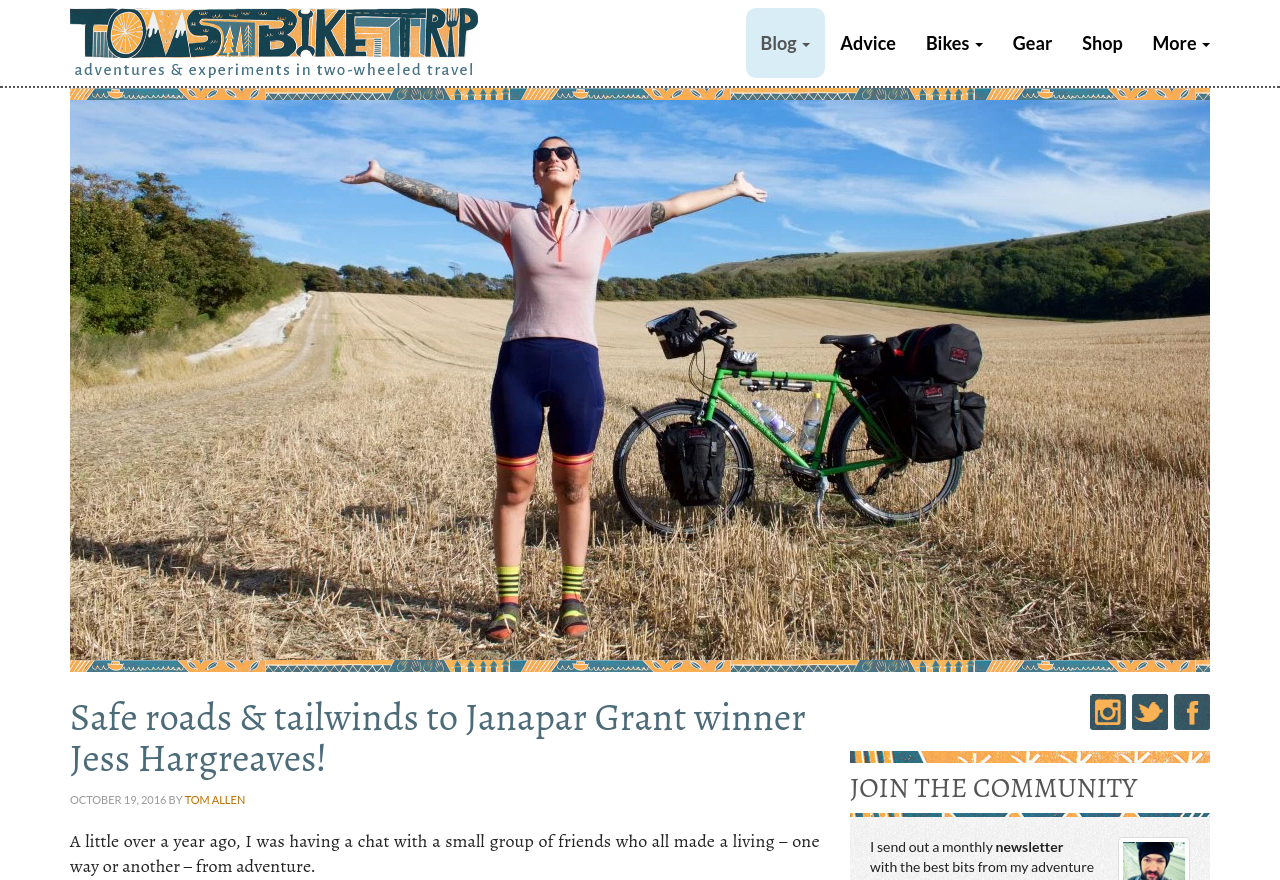 TOM'S BIKE TRIP
adventures & experiments in two-wheeled travel
Blog
Advice
Bikes
Gear
Shop
More
Safe roads & tailwinds to Janapar Grant winner
Jess Hargreaves!
OCTOBER 19, 2016 BY TOM ALLEN
A little over a year ago, I was having a chat with a small group of friends who all made a living – one
way or another – from adventure.
JOIN THE COMMUNITY
I send out a monthly newsletter
with the best bits from my adventure